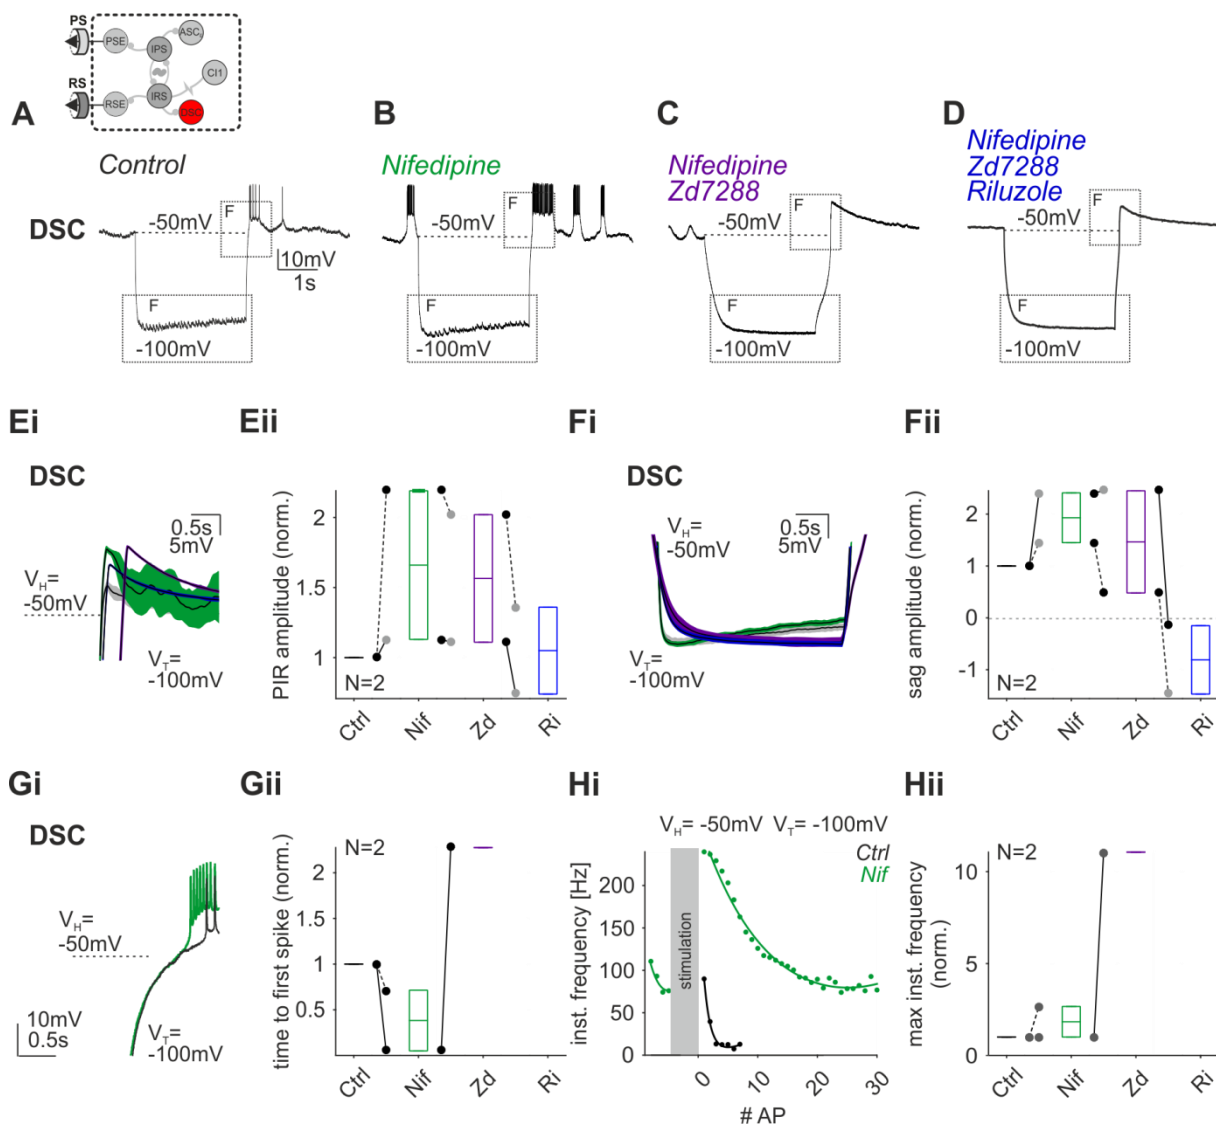 PS
PSE
IPS
ASC
CI1
RS
RSE
IRS
DSC
A
Control
B
Nifedipine
C
Nifedipine
Zd7288
D
Nifedipine
Zd7288
Riluzole
DSC
-50mV
F
10mV
1s
F
-100mV
-50mV
F
F
-100mV
-50mV
F
F
-100mV
-50mV
F
F
-100mV
Ei
DSC
0.5s
5mV
VH=
-50mV
VT=
-100mV
Eii
PIR amplitude (norm.)
2
1.5
1
N=2
Ctrl
Nif
Zd
Ri
Fi
DSC
VH=
-50mV
0.5s
5mV
VT=
-100mV
Fii
sag amplitude (norm.)
2
1
0
-1
N=2
Ctrl
Nif
Zd
Ri
Gi
DSC
VH=
-50mV
10mV
0.5s
VT=
-100mV
Gii
time to first spike (norm.)
N=2
2
1
0.5
Ctrl
Nif
Zd
Ri
Hi
VH= -50mV VT= -100mV
Ctrl
Nif
inst. frequency [Hz]
200
150
100
50
0
stimulation
0
10
20
30
# AP
Hii
max inst. frequency
(norm.)
N=2
10
5
0
Ctrl
Nif
Zd
Ri